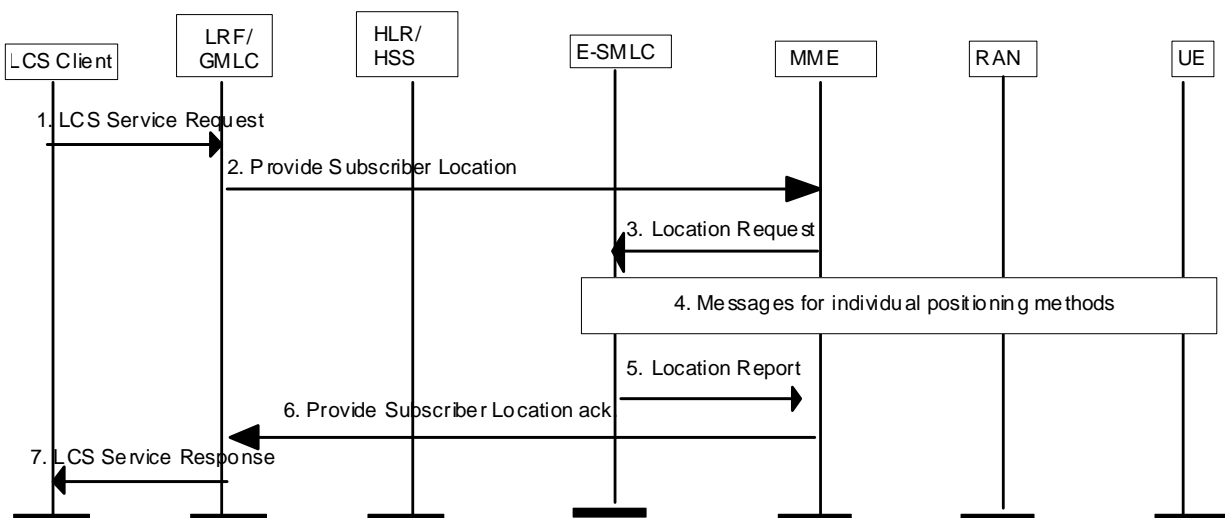 LCS Client
LRF/
GMLC
HLR/
HSS
E-SMLC
MME
RAN
UE
1. LCS Service Request
2. Provide Subscriber Location
3. Location Request
4. Messages for individual positioning methods
5. Location Report
6. Provide Subscriber Location ack.
7. LCS Service Response